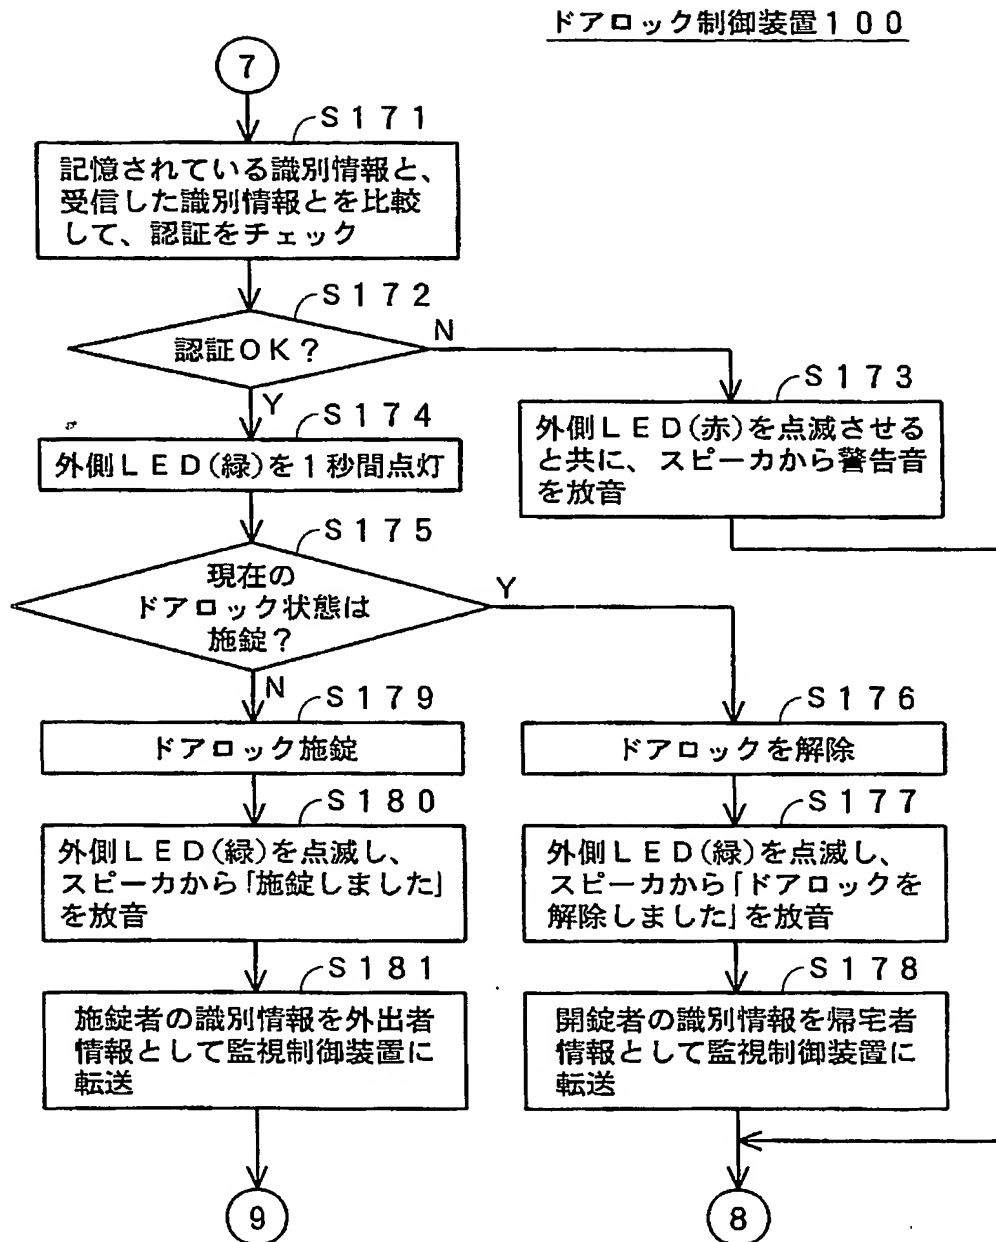 ドアロック制御装置１００
7
Ｓ１７１
記憶されている識別情報と、
受信した識別情報とを比較
して、認証をチェック
Ｓ１７２
認証ＯＫ？
N
Y
Ｓ１７３
外側ＬＥＤ(赤)を点滅させる
と共に、スピーカから警告音
を放音
Ｓ１７４
外側ＬＥＤ(緑)を１秒間点灯
Ｓ１７５
現在の
ドアロック状態は
施錠？
Y
N
Ｓ１７９
ドアロック施錠
Ｓ１７６
ドアロックを解除
Ｓ１８０
外側ＬＥＤ(緑)を点滅し、
スピーカから「施錠しました」
を放音
Ｓ１７７
外側ＬＥＤ(緑)を点滅し、
スピーカから「ドアロックを
解除しました」を放音
Ｓ１８１
施錠者の識別情報を外出者
情報として監視制御装置に
転送
Ｓ１７８
開錠者の識別情報を帰宅者
情報として監視制御装置に
転送
9
8